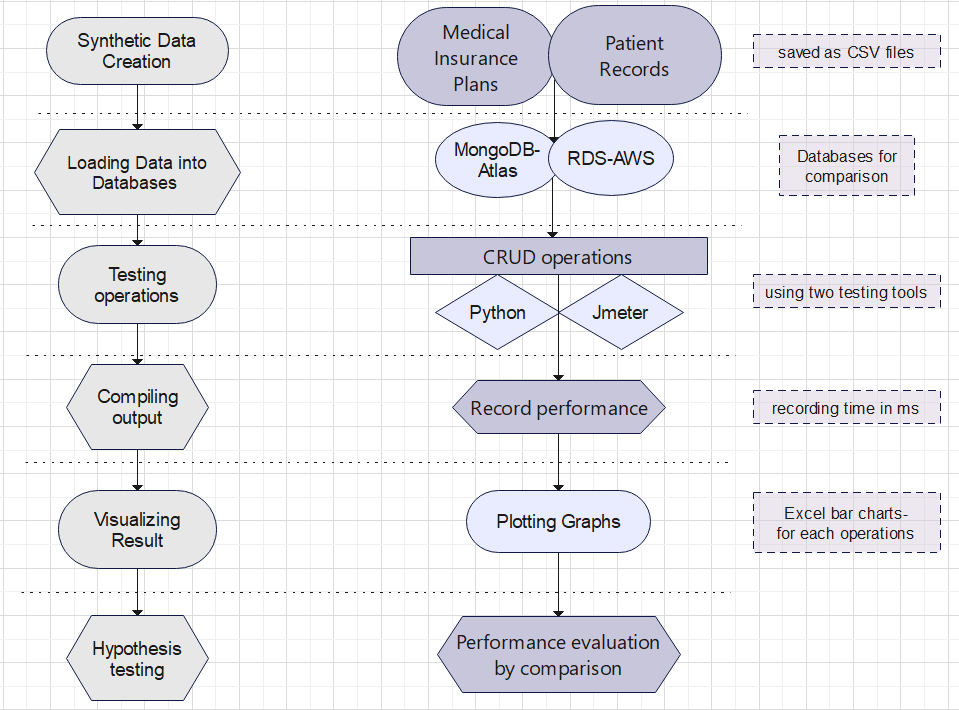 Synthetic Data
Creation
Medical
Insurance
Plans
Patient
Records
saved as CSV files
Loading Data into
Databases
MongoDB-
Atlas
RDS-AWS
Databases for
comparison
Testing
operations
CRUD operations
Python
Jmeter
using two testing tools
Compiling
output
Record performance
recording time in ms
Visualizing
Result
Plotting Graphs
Excel bar charts-
for each operations
Hypothesis
testing
Performance evaluation
by comparison